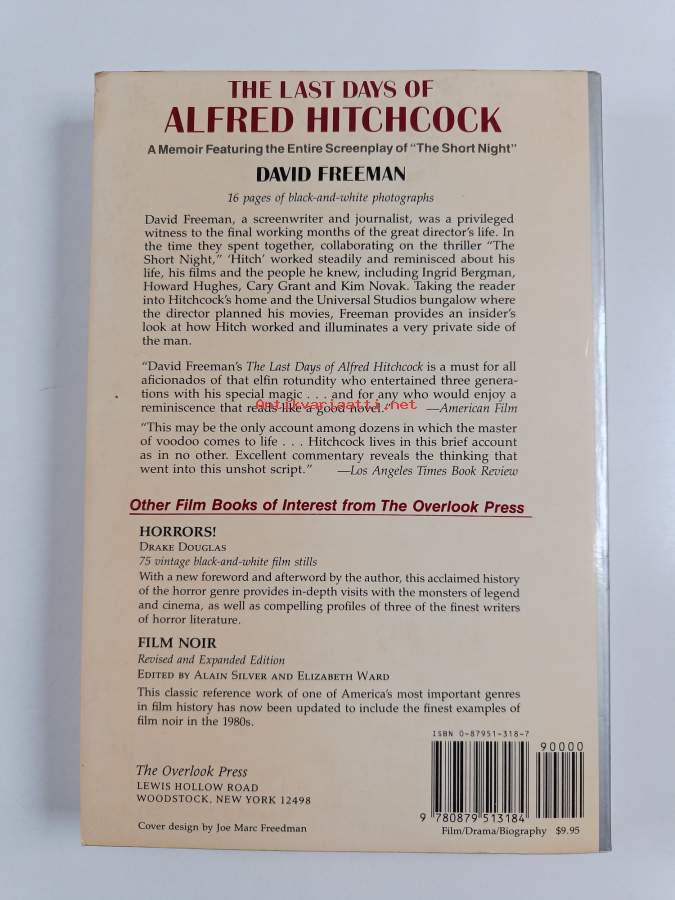 THE LAST DAYS OF
ALFRED HITCHCOCK
A Memoir Featuring the Entire Screenplay of "The Short Night"
DAVID FREEMAN
16 pages of black-and-white photographs
David Freeman, a screenwriter and journalist, was a privileged
witness to the final working months of the great director's life. In
the time they spent together, collaborating on the thriller "The
Short Night," 'Hitch' worked steadily and reminisced about his
life, his films and the people he knew, including Ingrid Bergman,
Howard Hughes, Cary Grant and Kim Novak. Taking the reader
into Hitchcock's home and the Universal Studios bungalow where
the director planned his movies, Freeman provides an insider's
look at how Hitch worked and illuminates a very private side of
the man.
"David Freeman's The Last Days of Alfred Hitchcock is a must for all
aficionados of that elfin rotundity who entertained three genera-
tions with his special magic . . . and for any who would enjoy a
reminiscence that reads like a good novel." —American Film
Antikvariaatti.net
"This may be the only account among dozens in which the master
of voodoo comes to life . . . Hitchcock lives in this brief account
as in no other. Excellent commentary reveals the thinking that
went into this unshot script." —Los Angeles Times Book Review
Other Film Books of Interest from The Overlook Press
HORRORS!
DRAKE DOUGLAS
75 vintage black-and-white film stills
With a new foreword and afterword by the author, this acclaimed history
of the horror genre provides in-depth visits with the monsters of legend
and cinema, as well as compelling profiles of three of the finest writers
of horror literature.
FILM NOIR
Revised and Expanded Edition
EDITED BY ALAIN SILVER AND ELIZABETH WARD
This classic reference work of one of America's most important genres
in film history has now been updated to include the finest examples of
film noir in the 1980s.
ISBN 0-87951-318-7
90000
The Overlook Press
LEWIS HOLLOW ROAD
WOODSTOCK, NEW YORK 12498
9 780879 513184
Cover design by Joe Marc Freedman
Film/Drama/Biography $9.95